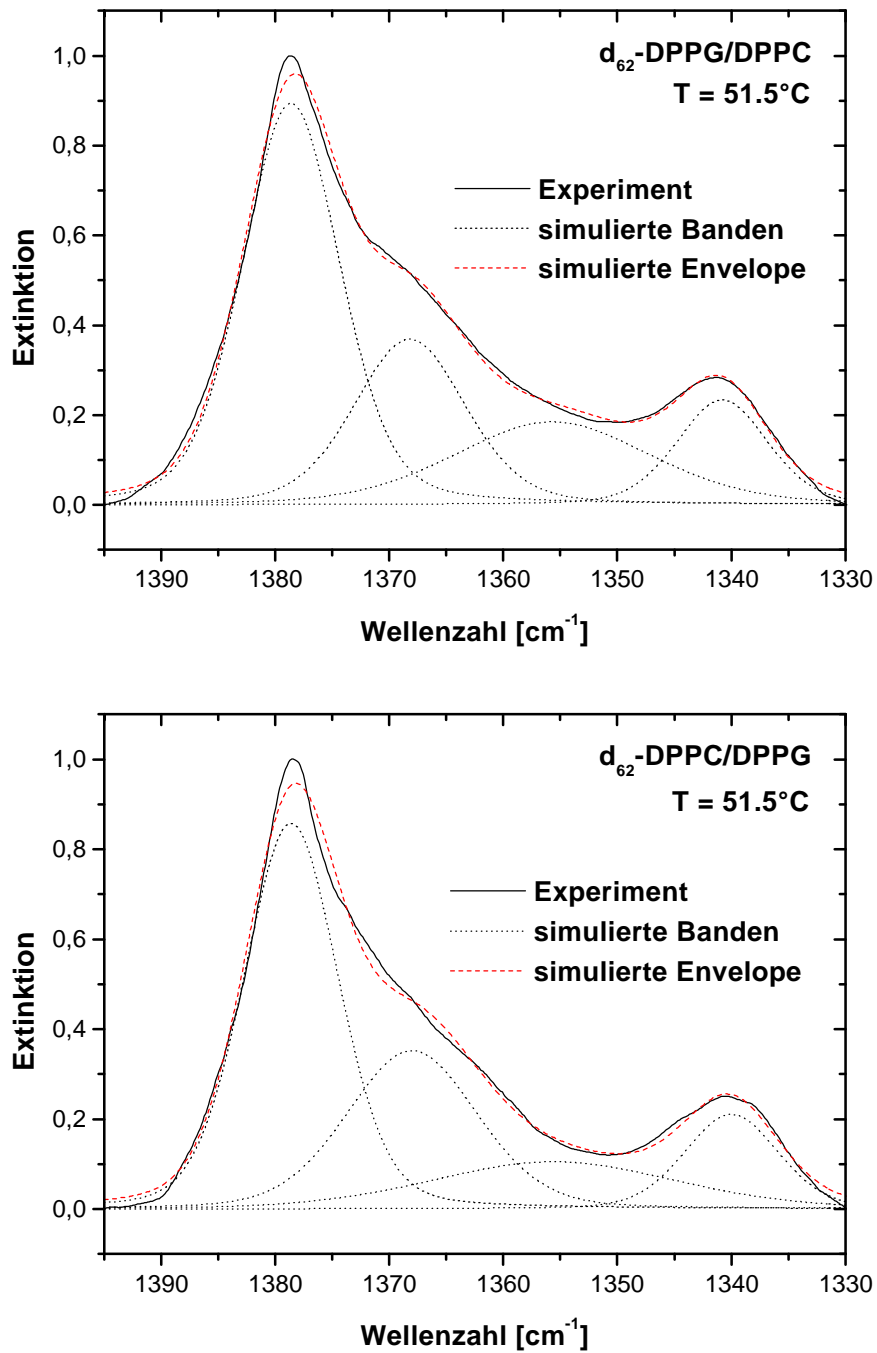 d₆₂-DPPG/DPPC
T = 51.5°C
Experiment
simulierte Banden
simulierte Envelope
Extinktion
1,0
0,8
0,6
0,4
0,2
0,0
1390 1380 1370 1360 1350 1340 1330
Wellenzahl [cm⁻¹]
d₆₂-DPPC/DPPG
T = 51.5°C
Experiment
simulierte Banden
simulierte Envelope
Extinktion
1,0
0,8
0,6
0,4
0,2
0,0
1390 1380 1370 1360 1350 1340 1330
Wellenzahl [cm⁻¹]